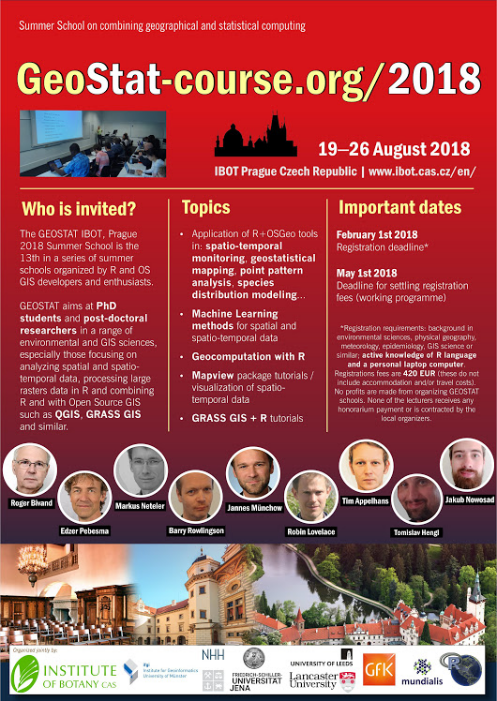 Summer School on combining geographical and statistical computing
GeoStat-course.org/2018
19–26 August 2018
IBOT Prague Czech Republic | www.ibot.cas.cz/en/
Who is invited?
The GEOSTAT IBOT, Prague
2018 Summer School is the
13th in a series of summer
schools organized by R and OS
GIS developers and enthusiasts.
GEOSTAT aims at PhD
students and post-doctoral
researchers in a range of
environmental and GIS sciences,
especially those focusing on
analyzing spatial and spatio-
temporal data, processing large
rasters data in R and combining
R and with Open Source GIS
such as QGIS, GRASS GIS
and similar.
Topics
• Application of R+OSGeo tools
in: spatio-temporal
monitoring, geostatistical
mapping, point pattern
analysis, species
distribution modeling...
• Machine Learning
methods for spatial and
spatio-temporal data
• Geocomputation with R
• Mapview package tutorials /
visualization of spatio-
temporal data
• GRASS GIS + R tutorials
Important dates
February 1st 2018
Registration deadline*
May 1st 2018
Deadline for settling registration
fees (working programme)
*Registration requirements: background in
environmental sciences, physical geography,
meteorology, epidemiology, GIS science or
similar; active knowledge of R language
and a personal laptop computer.
Registrations fees are 420 EUR (these do not
include accommodation and/or travel costs).
No profits are made from organizing GEOSTAT
schools. None of the lecturers receives any
honorarium payment or is contracted by the
local organizers.
Roger Bivand
Edzer Pebesma
Markus Neteler
Barry Rowlingson
Jannes Münchow
Robin Lovelace
Tim Appelhans
Tomislav Hengl
Jakub Nowosad
Organized jointly by:
INSTITUTE
OF BOTANY CAS
ifgi
Institute for Geoinformatics
University of Münster
NHH
FRIEDRICH-SCHILLER-
UNIVERSITÄT
JENA
UNIVERSITY OF LEEDS
Lancaster
University
GfK
mundialis